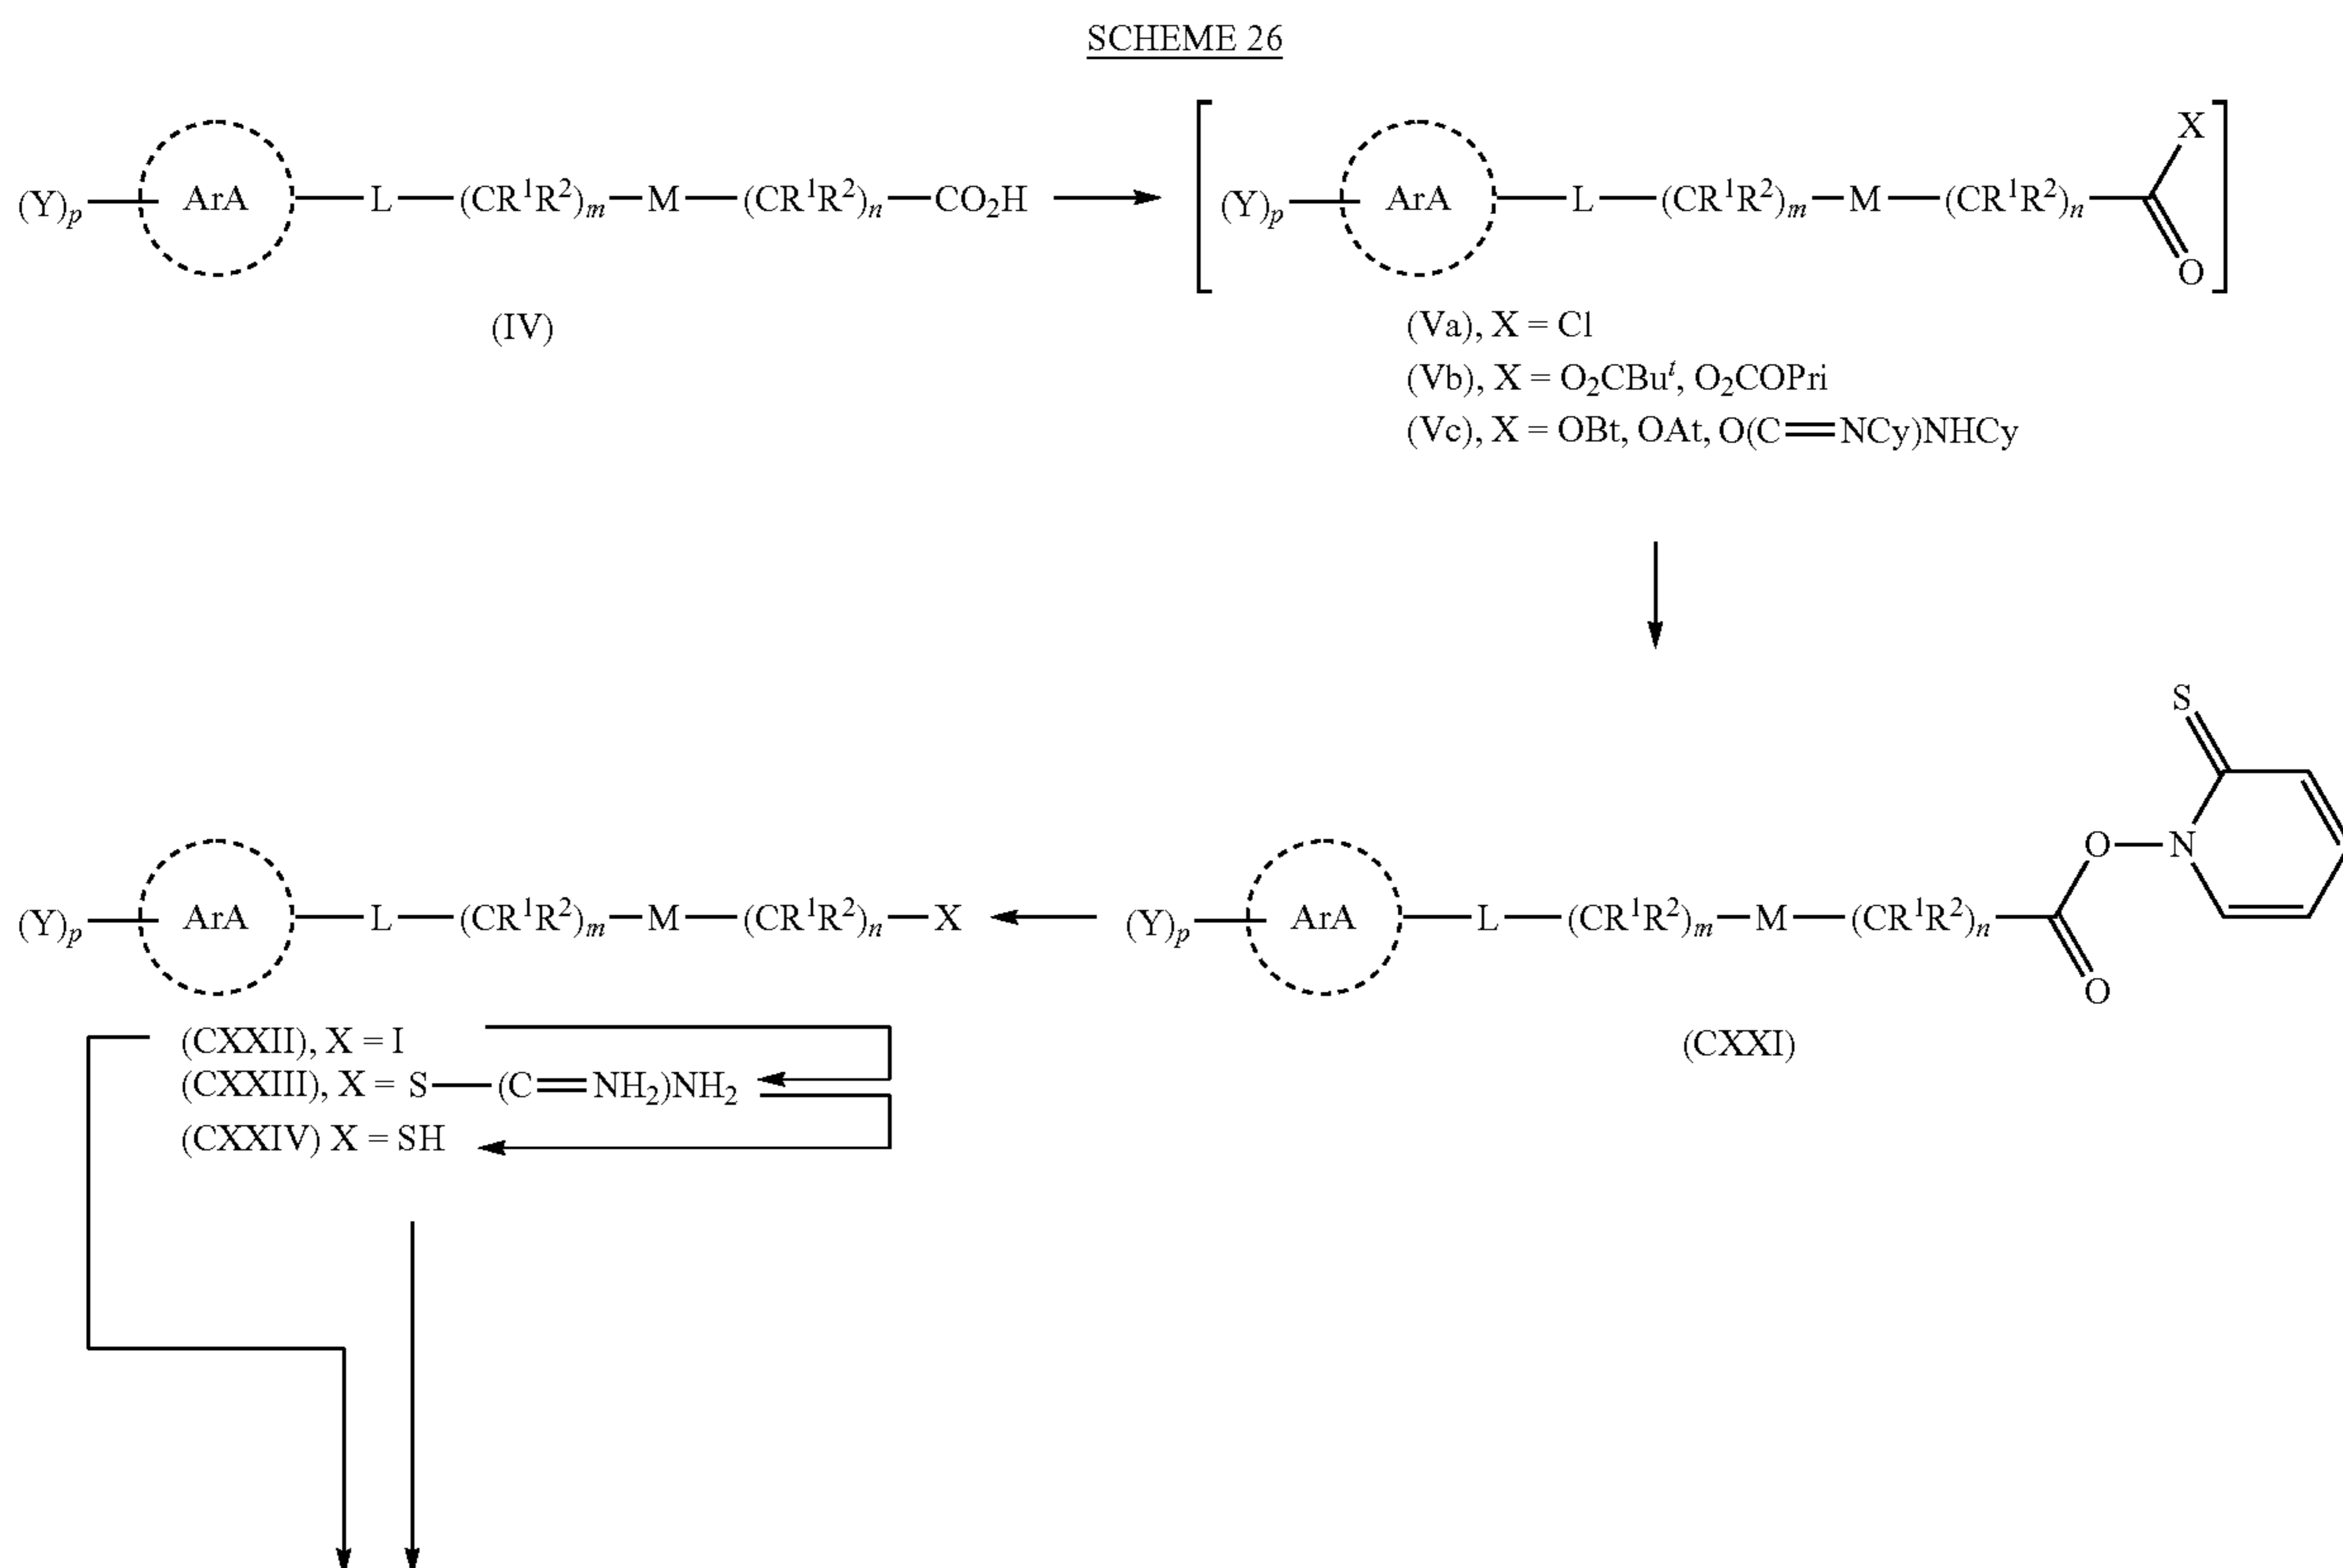 SCHEME 26
(Y)p ArA L (CR¹R²)m M (CR¹R²)n CO₂H
(IV)
(Y)p ArA L (CR¹R²)m M (CR¹R²)n X O
(Va), X = Cl
(Vb), X = O₂CBuᵗ, O₂COPri
(Vc), X = OBt, OAt, O(C=NCy)NHCy
(Y)p ArA L (CR¹R²)m M (CR¹R²)n X
(CXXII), X = I
(CXXIII), X = S—(C=NH₂)NH₂
(CXXIV) X = SH
(Y)p ArA L (CR¹R²)m M (CR¹R²)n O N S O
(CXXI)